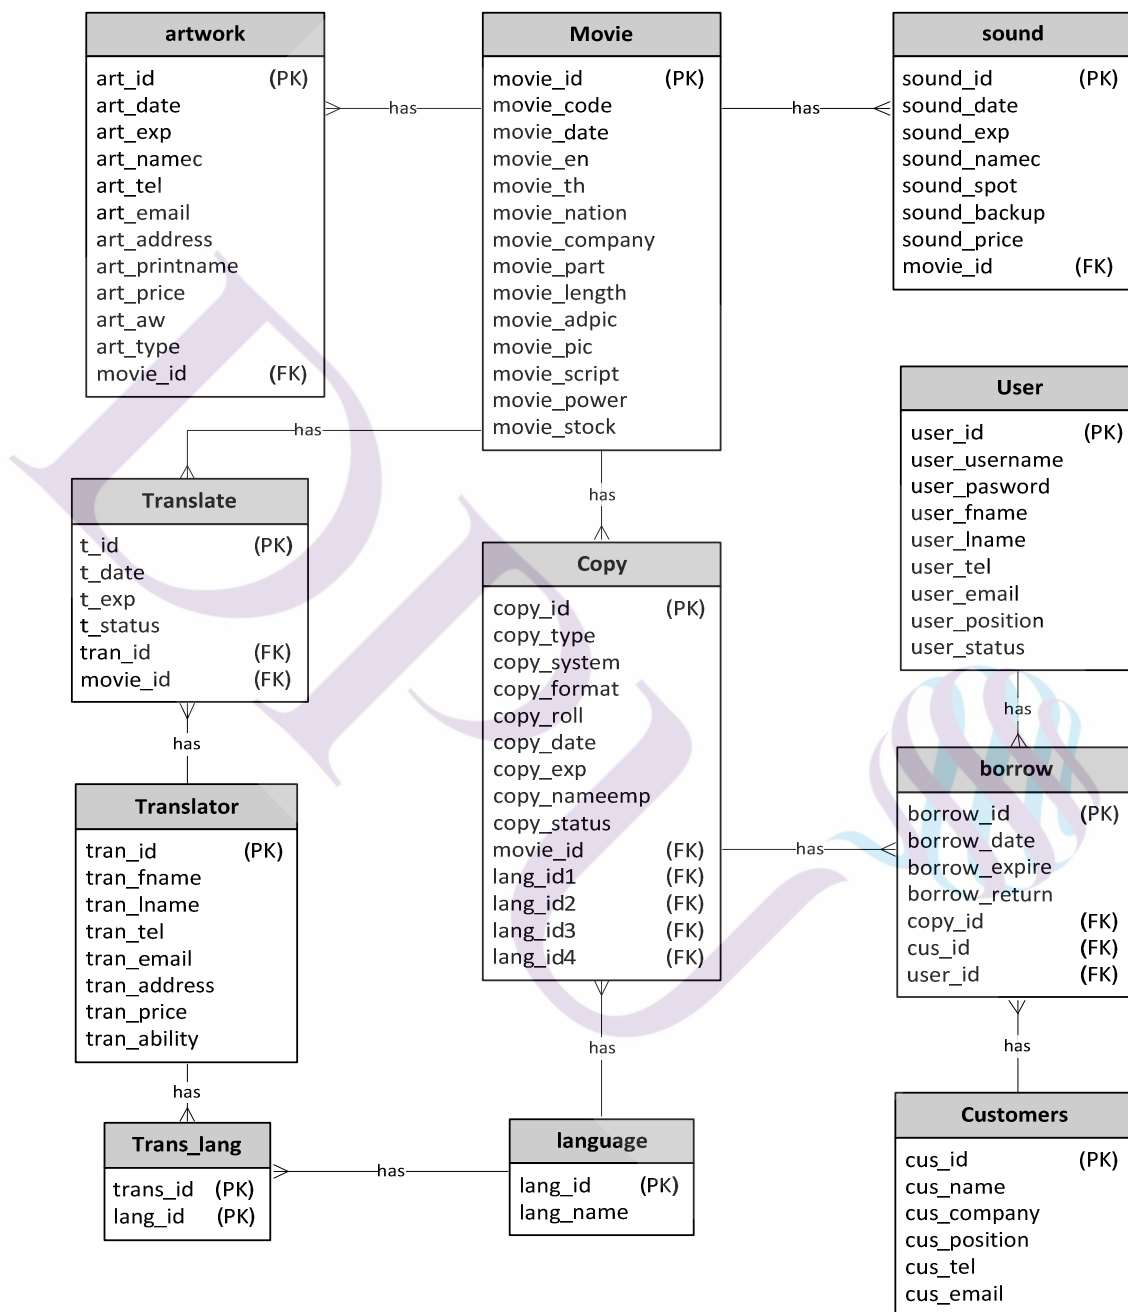 artwork
art_id (PK)
art_date
art_exp
art_namec
art_tel
art_email
art_address
art_printname
art_price
art_aw
art_type
movie_id (FK)
has
Movie
movie_id (PK)
movie_code
movie_date
movie_en
movie_th
movie_nation
movie_company
movie_part
movie_length
movie_adpic
movie_pic
movie_script
movie_power
movie_stock
has
sound
sound_id (PK)
sound_date
sound_exp
sound_namec
sound_spot
sound_backup
sound_price
movie_id (FK)
has
has
User
user_id (PK)
user_username
user_pasword
user_fname
user_lname
user_tel
user_email
user_position
user_status
Translate
t_id (PK)
t_date
t_exp
t_status
tran_id (FK)
movie_id (FK)
has
Copy
copy_id (PK)
copy_type
copy_system
copy_format
copy_roll
copy_date
copy_exp
copy_nameemp
copy_status
movie_id (FK)
lang_id1 (FK)
lang_id2 (FK)
lang_id3 (FK)
lang_id4 (FK)
has
has
borrow
borrow_id (PK)
borrow_date
borrow_expire
borrow_return
copy_id (FK)
cus_id (FK)
user_id (FK)
Translator
tran_id (PK)
tran_fname
tran_lname
tran_tel
tran_email
tran_address
tran_price
tran_ability
has
has
has
Trans_lang
trans_id (PK)
lang_id (PK)
has
language
lang_id (PK)
lang_name
Customers
cus_id (PK)
cus_name
cus_company
cus_position
cus_tel
cus_email
DPU